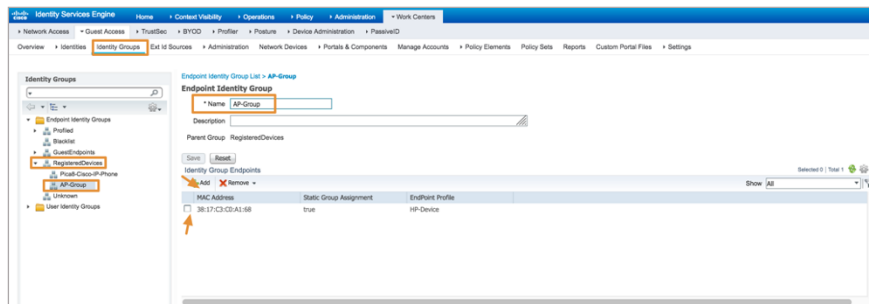 cisco Identity Services Engine Home Context Visibility Operations Policy Administration Work Centers
Network Access Guest Access TrustSec BYOD Profiler Posture Device Administration PassiveID
Overview Identities Identity Groups Ext Id Sources Administration Network Devices Portals & Components Manage Accounts Policy Elements Policy Sets Reports Custom Portal Files Settings
Identity Groups
Endpoint Identity Groups
Profiled
Blacklist
GuestEndpoints
RegisteredDevices
Pica8-Cisco-IP-Phone
AP-Group
Unknown
User Identity Groups
Endpoint Identity Group List > AP-Group
Endpoint Identity Group
* Name AP-Group
Description
Parent Group RegisteredDevices
Save Reset
Identity Group Endpoints
Selected 0 | Total 1
Add Remove
Show All
MAC Address Static Group Assignment EndPoint Profile
38:17:C3:C0:A1:68 true HP-Device